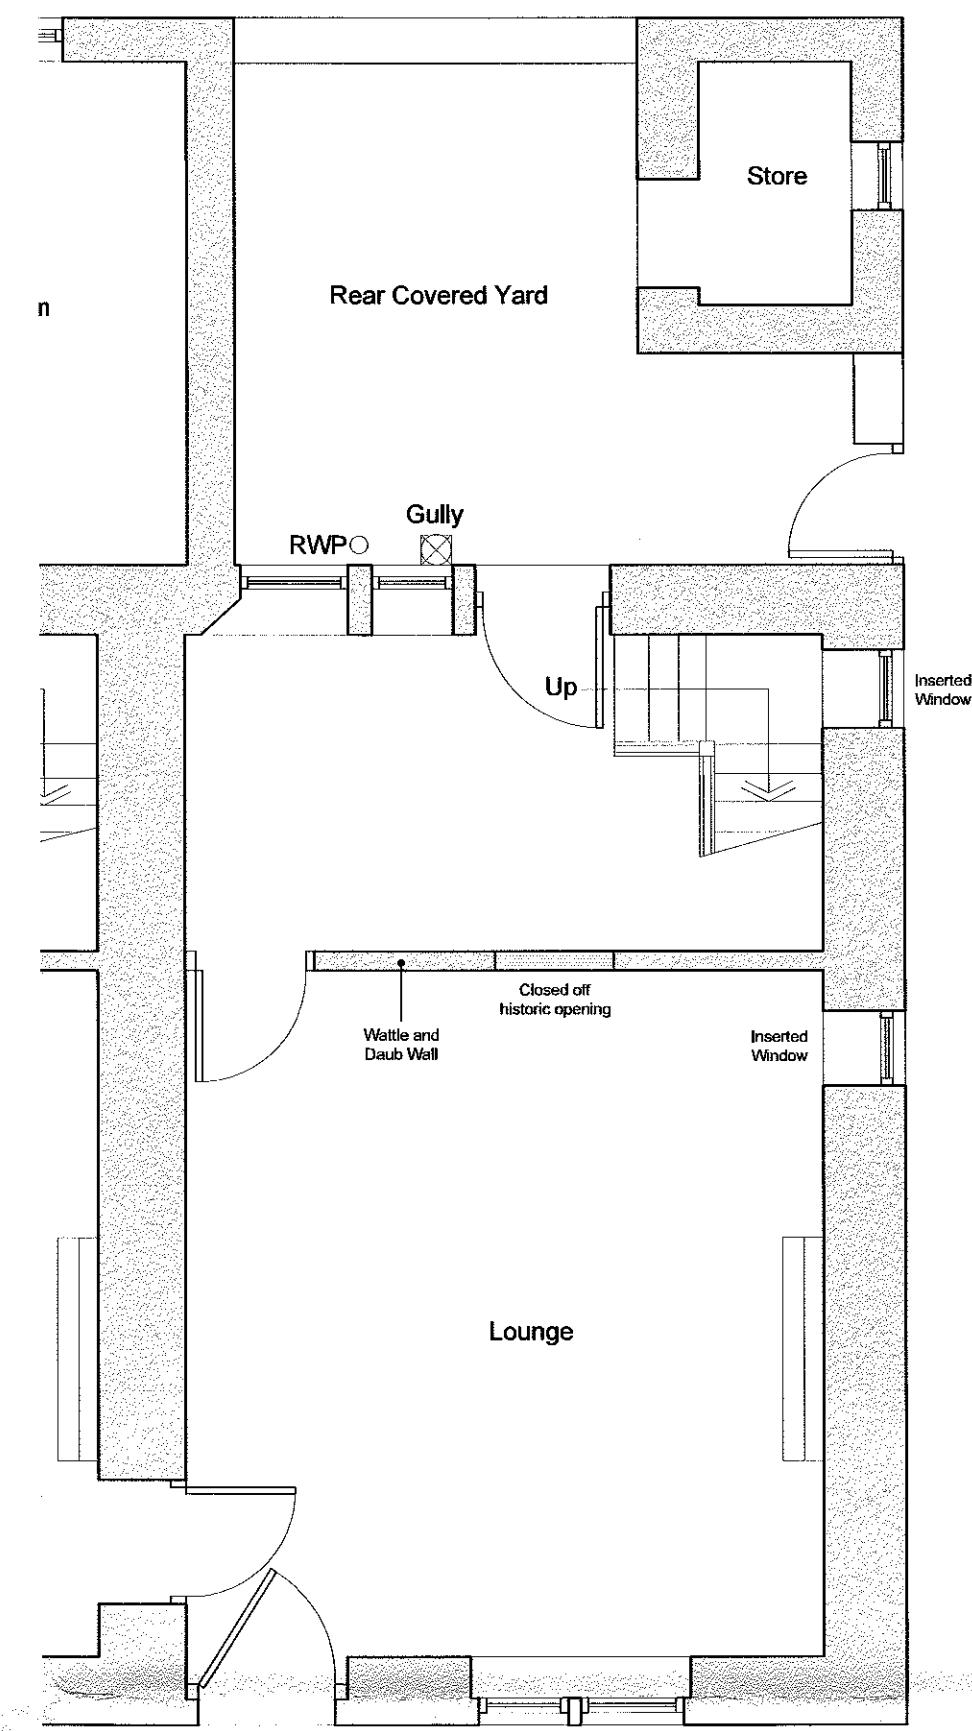 Store
Rear Covered Yard
n
Gully
RWP
Up
Inserted
Window
Closed off
historic opening
Wattle and
Daub Wall
Inserted
Window
Lounge